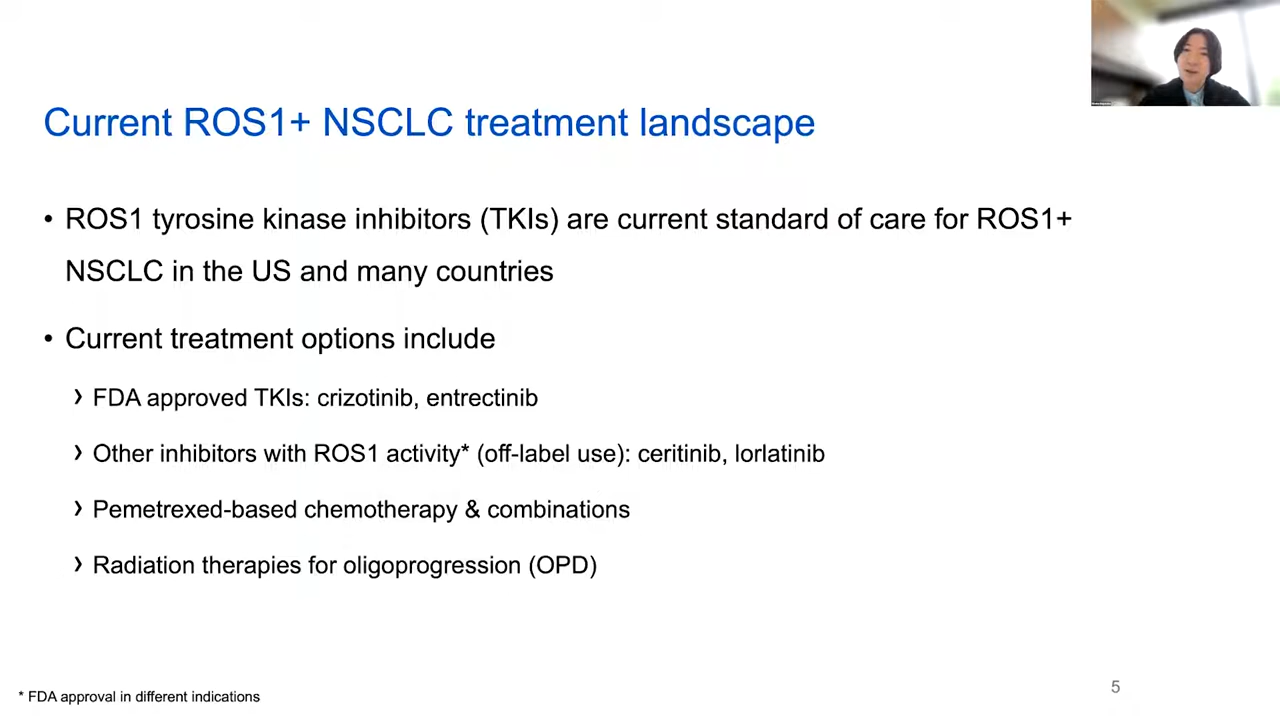 Current ROS1+ NSCLC treatment landscape
• ROS1 tyrosine kinase inhibitors (TKIs) are current standard of care for ROS1+
NSCLC in the US and many countries
• Current treatment options include
› FDA approved TKIs: crizotinib, entrectinib
› Other inhibitors with ROS1 activity* (off-label use): ceritinib, lorlatinib
› Pemetrexed-based chemotherapy & combinations
› Radiation therapies for oligoprogression (OPD)
* FDA approval in different indications
5